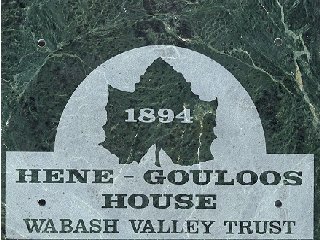 1894
HENE - GOULOOS
HOUSE
WABASH VALLEY TRUST